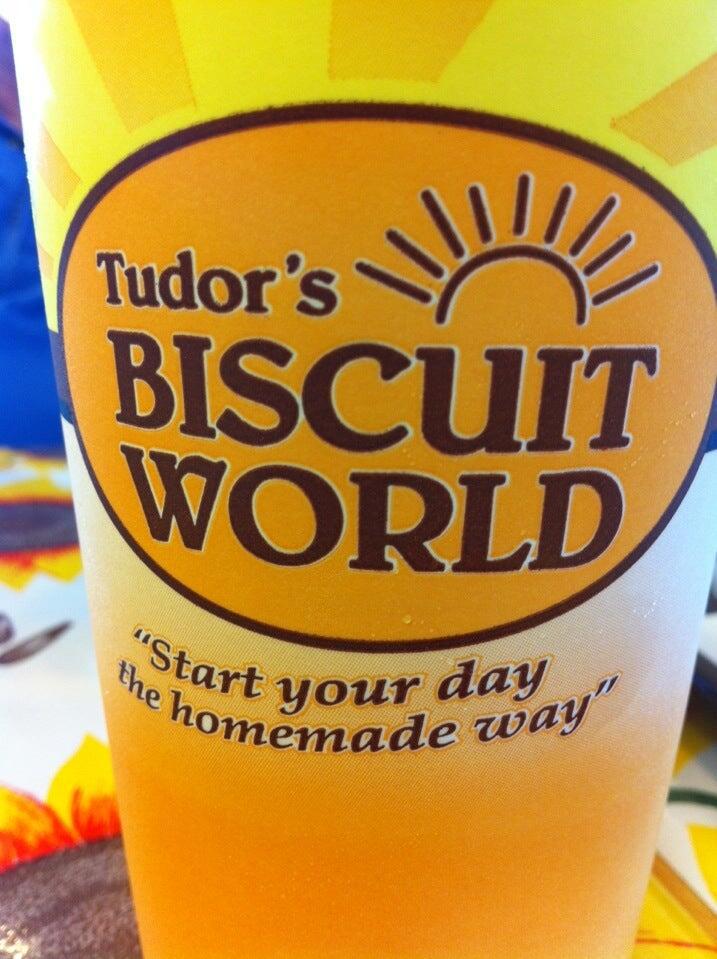 Tudor's
BISCUIT
WORLD
"Start your day
the homemade way"